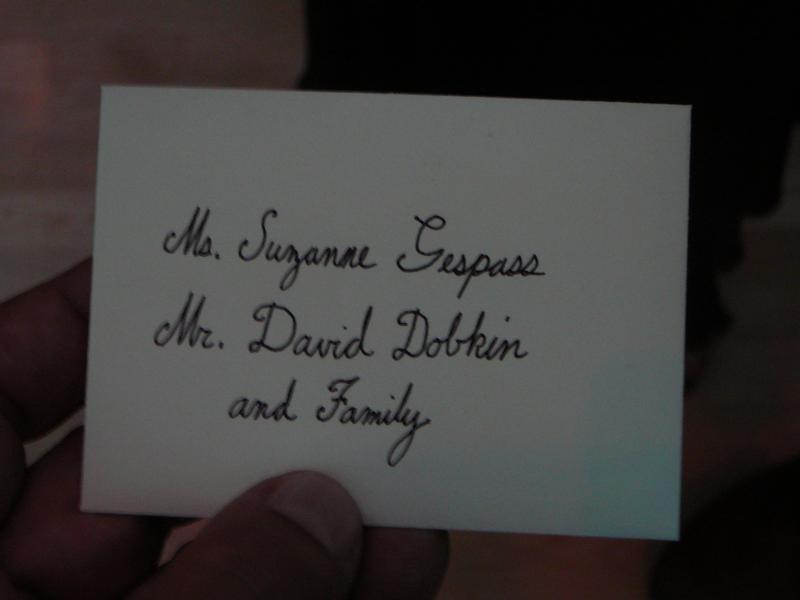 Ms. Suzanne Gespass
Mr. David Dobkin
and Family